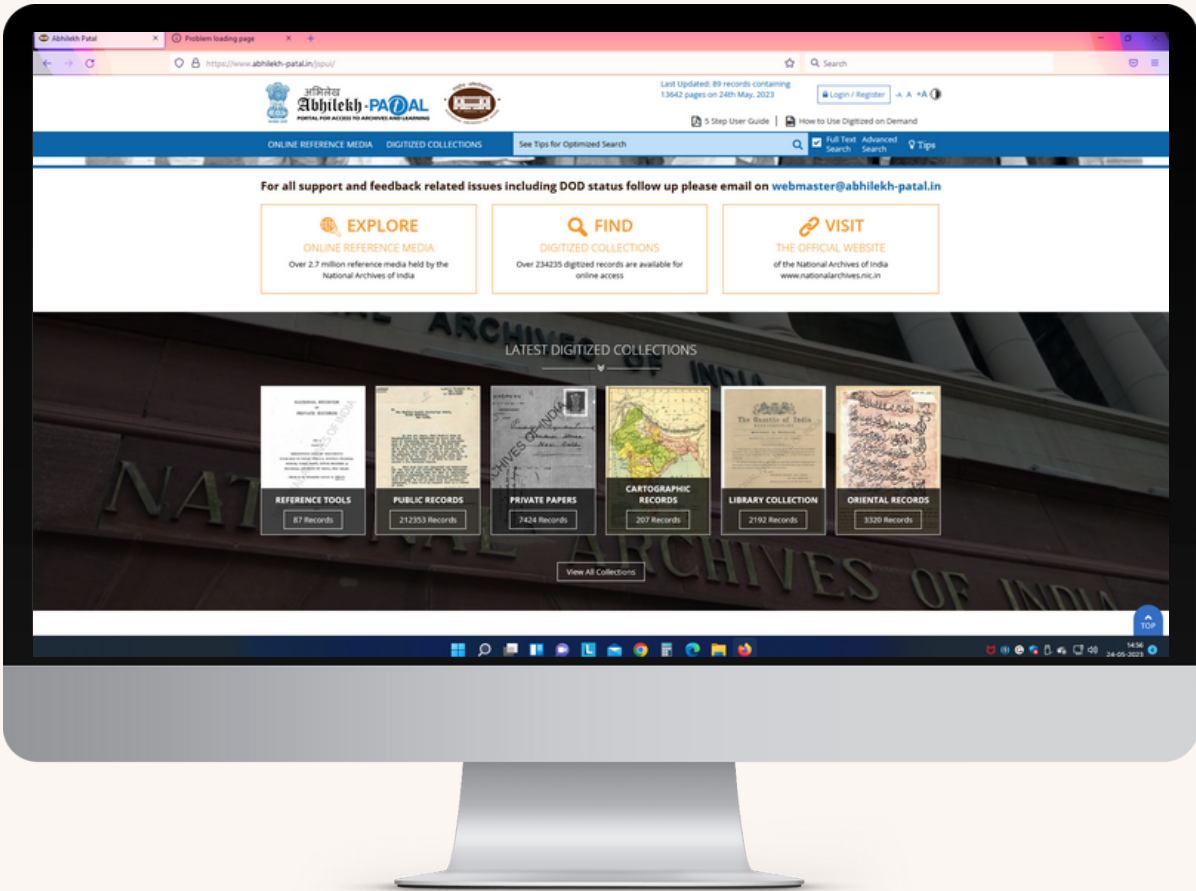 Abhilekh Patal
Problem loading page
https://www.abhilekh-patal.in/jspui/
Search
अभिलेख
Abhilekh-PATAL
PORTAL FOR ACCESS TO ARCHIVES AND LEARNING
Last Updated: 89 records containing
13642 pages on 24th May, 2023
Login / Register
-A A +A
5 Step User Guide
How to Use Digitized on Demand
ONLINE REFERENCE MEDIA
DIGITIZED COLLECTIONS
See Tips for Optimized Search
Full Text
Search
Advanced
Search
Tips
For all support and feedback related issues including DOD status follow up please email on webmaster@abhilekh-patal.in
EXPLORE
ONLINE REFERENCE MEDIA
Over 2.7 million reference media held by the
National Archives of India
FIND
DIGITIZED COLLECTIONS
Over 234235 digitized records are available for
online access
VISIT
THE OFFICIAL WEBSITE
of the National Archives of India
www.nationalarchives.nic.in
ARCHIVES OF INDIA
LATEST DIGITIZED COLLECTIONS
REFERENCE TOOLS
87 Records
PUBLIC RECORDS
212353 Records
PRIVATE PAPERS
7424 Records
CARTOGRAPHIC
RECORDS
207 Records
The Gazette of India
LIBRARY COLLECTION
2192 Records
ORIENTAL RECORDS
3320 Records
NATIONAL ARCHIVES OF INDIA
View All Collections
TOP
14:56
24-05-2023